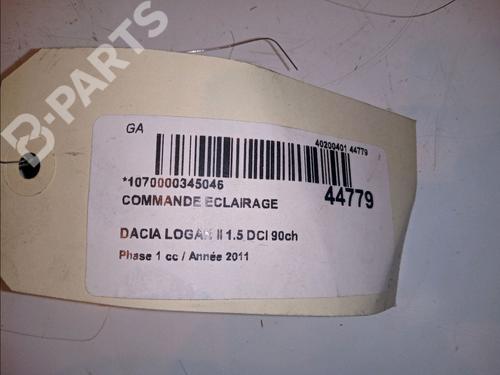 B-PARTS
GA
40200401 44779
*1070000345046
COMMANDE ECLAIRAGE
44779
DACIA LOGAN II 1.5 DCI 90ch
Phase 1 cc / Année 2011